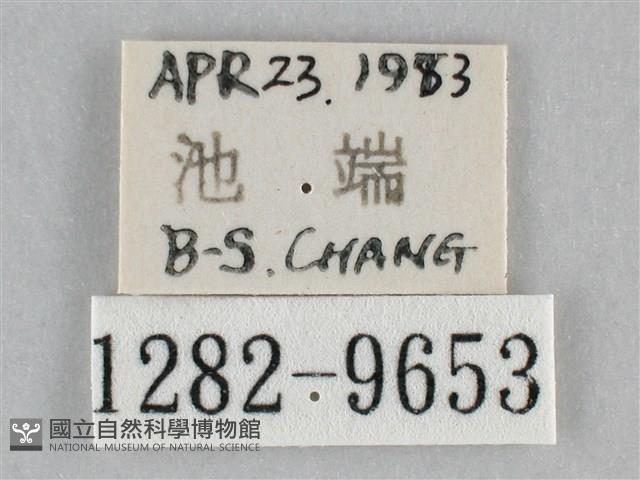 APR 23. 1983
池 端
B-S. CHANG
1282-9653
國立自然科學博物館
NATIONAL MUSEUM OF NATURAL SCIENCE